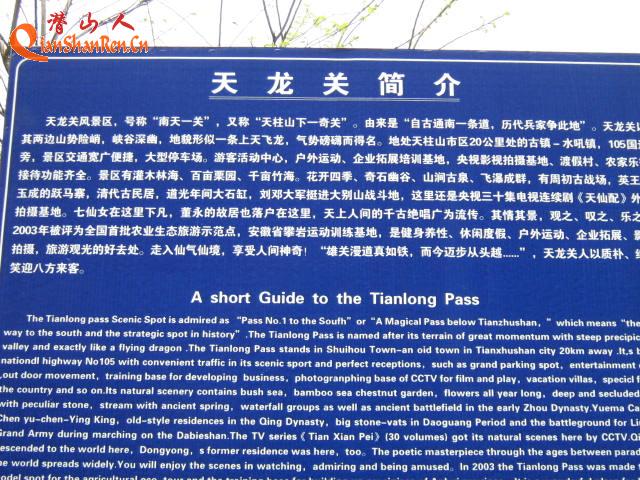 潜山人
QianShanRen.Cn
天龙关简介
天龙关风景区，号称“南天一关”，又称“天柱山下一奇关”。由来是“自古通南一条道，历代兵家争此地”。天龙关以
其两边山势险峭，峡谷深幽，地貌形似一条上天飞龙，气势磅礴而得名。地处天柱山市区20公里处的古镇-水吼镇，105国道
旁，景区交通宽广便捷，大型停车场。游客活动中心，户外运动、企业拓展培训基地，央视影视拍摄基地、渡假村、农家乐
接待功能齐全。景区有灌木林海、百亩栗园、千亩竹海。花开四季、奇石幽谷、山涧古泉、飞瀑成群，有周初古战场，英王
玉成的跃马寨，清代古民居，道光年间大石缸，刘邓大军挺进大别山战斗地，这里还是央视三十集电视连续剧《天仙配》外
拍摄基地。七仙女在这里下凡，董永的故居也落户在这里，天上人间的千古绝唱广为流传。其情其景，观之、叹之、乐之
2003年被评为全国首批农业生态旅游示范点，安徽省攀岩运动训练基地，是健身养性、休闲度假、户外运动、企业拓展、影
拍摄，旅游观光的好去处。走入仙气仙境，享受人间神奇！“雄关漫道真如铁，而今迈步从头越......”，天龙关人以质朴、
笑迎八方来客。
A short Guide to the Tianlong Pass
The Tianlong pass Scenic Spot is admired as “Pass No.1 to the Soufh” or “A Magical Pass below Tianzhushan, ” which means “the
way to the south and the strategic spot in history” .The Tianlong Pass is named after its terrain of great momentum with steep precipic
valley and exactly like a flying dragon .The Tianlong Pass stands in Shuihou Town-an oid town in Tianxhushan city 20km away .It,s
nationdl highway No105 with convenient traffic in its scenic sport and perfect receptions, such as grand parking spot, entertainment
,out door movement, training base for developing business, photogranphing base of CCTV for film and play, vacation villas, specicl f
the country and so on.Its natural scenery contains bush sea, bamboo sea chestnut garden, flowers all year long, deep and secluded
with peculiar stone, stream with ancient spring, waterfall groups as well as ancient battlefield in the early Zhou Dynasty.Yuema Ca
Chen yu-chen-Ying King, old-style residences in the Qing Dynasty, big stone-vats in Daoguang Period and the battleground for Li
Grand Army during marching on the Dabieshan.The TV series《Tian Xian Pei》(30 volumes) got its natural scenes here by CCTV.Qi
escended to the world here, Dongyong, s former residence was here, too。The poetic masterpiece through the ages between parad
he world spreads widely.You will enjoy the scenes in watching, admiring and being amused. In 2003 the Tianlong Pass was made t